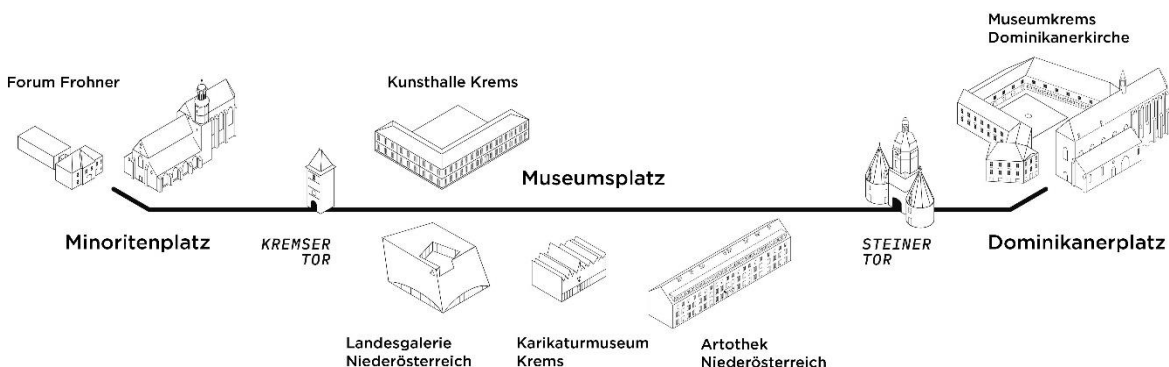 Museumkrems
Dominikanerkirche
Forum Frohner
Kunsthalle Krems
Museumsplatz
Minoritenplatz
KREMSER
TOR
STEINER
TOR
Dominikanerplatz
Landesgalerie
Niederösterreich
Karikaturmuseum
Krems
Artothek
Niederösterreich